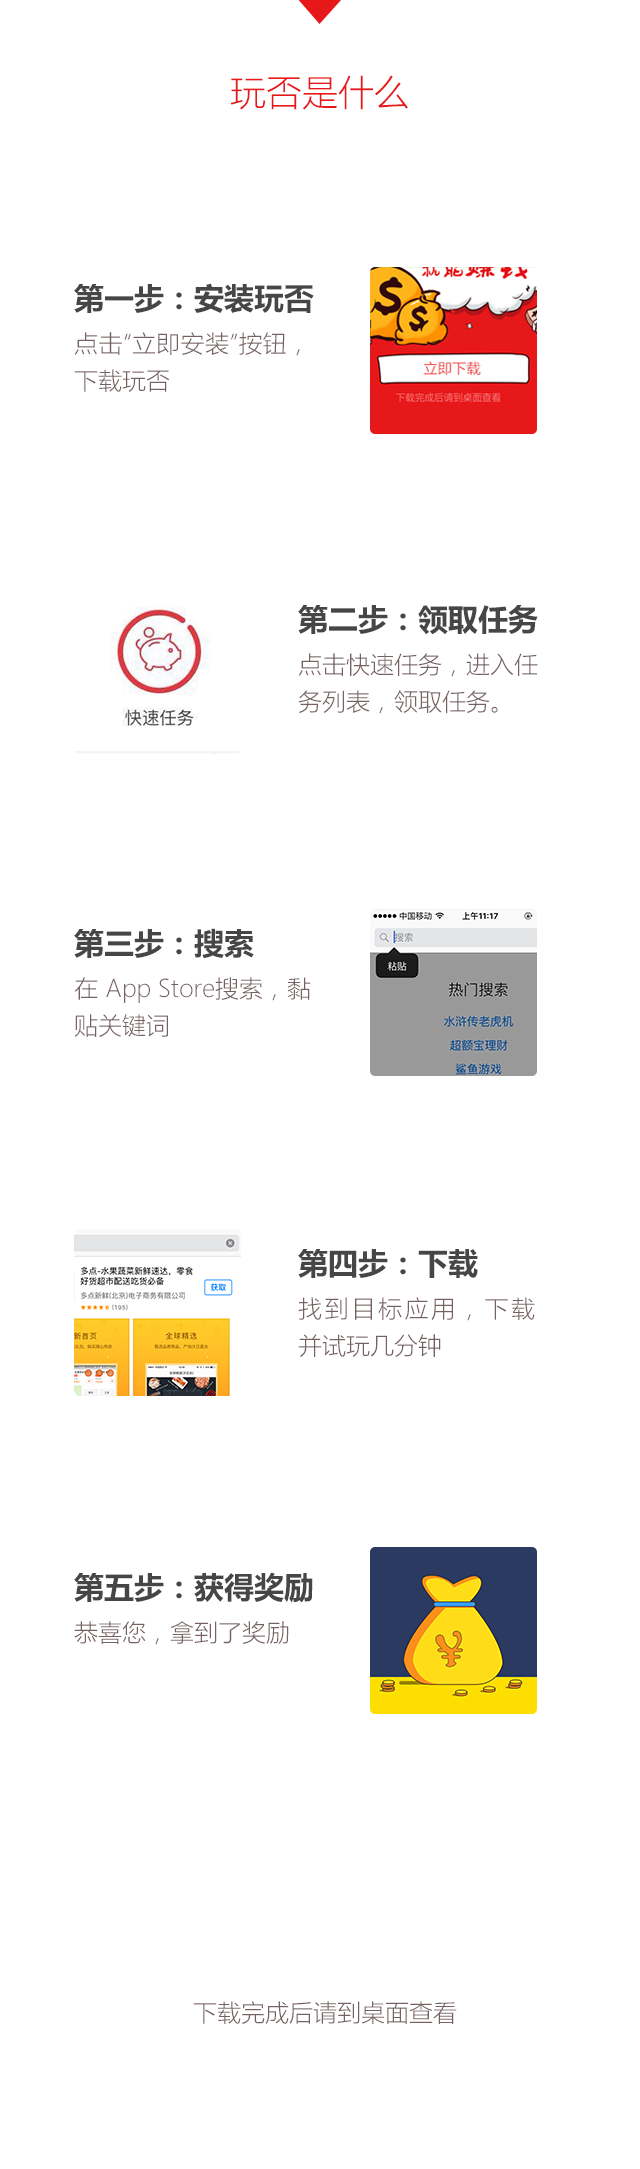 玩否是什么
第一步：安装玩否
点击“立即安装”按钮，
下载玩否
就能赚钱
立即下载
下载完成后请到桌面查看
快速任务
第二步：领取任务
点击快速任务，进入任
务列表，领取任务。
第三步：搜索
在 App Store搜索，黏
贴关键词
中国移动 上午11:17
搜索
粘贴
热门搜索
水浒传老虎机
超额宝理财
鲨鱼游戏
多点-水果蔬菜新鲜速达，零食
好货超市配送吃货必备
获取
多点新鲜(北京)电子商务有限公司
(195)
新首页
全球精选
第四步：下载
找到目标应用，下载
并试玩几分钟
第五步：获得奖励
恭喜您，拿到了奖励
下载完成后请到桌面查看